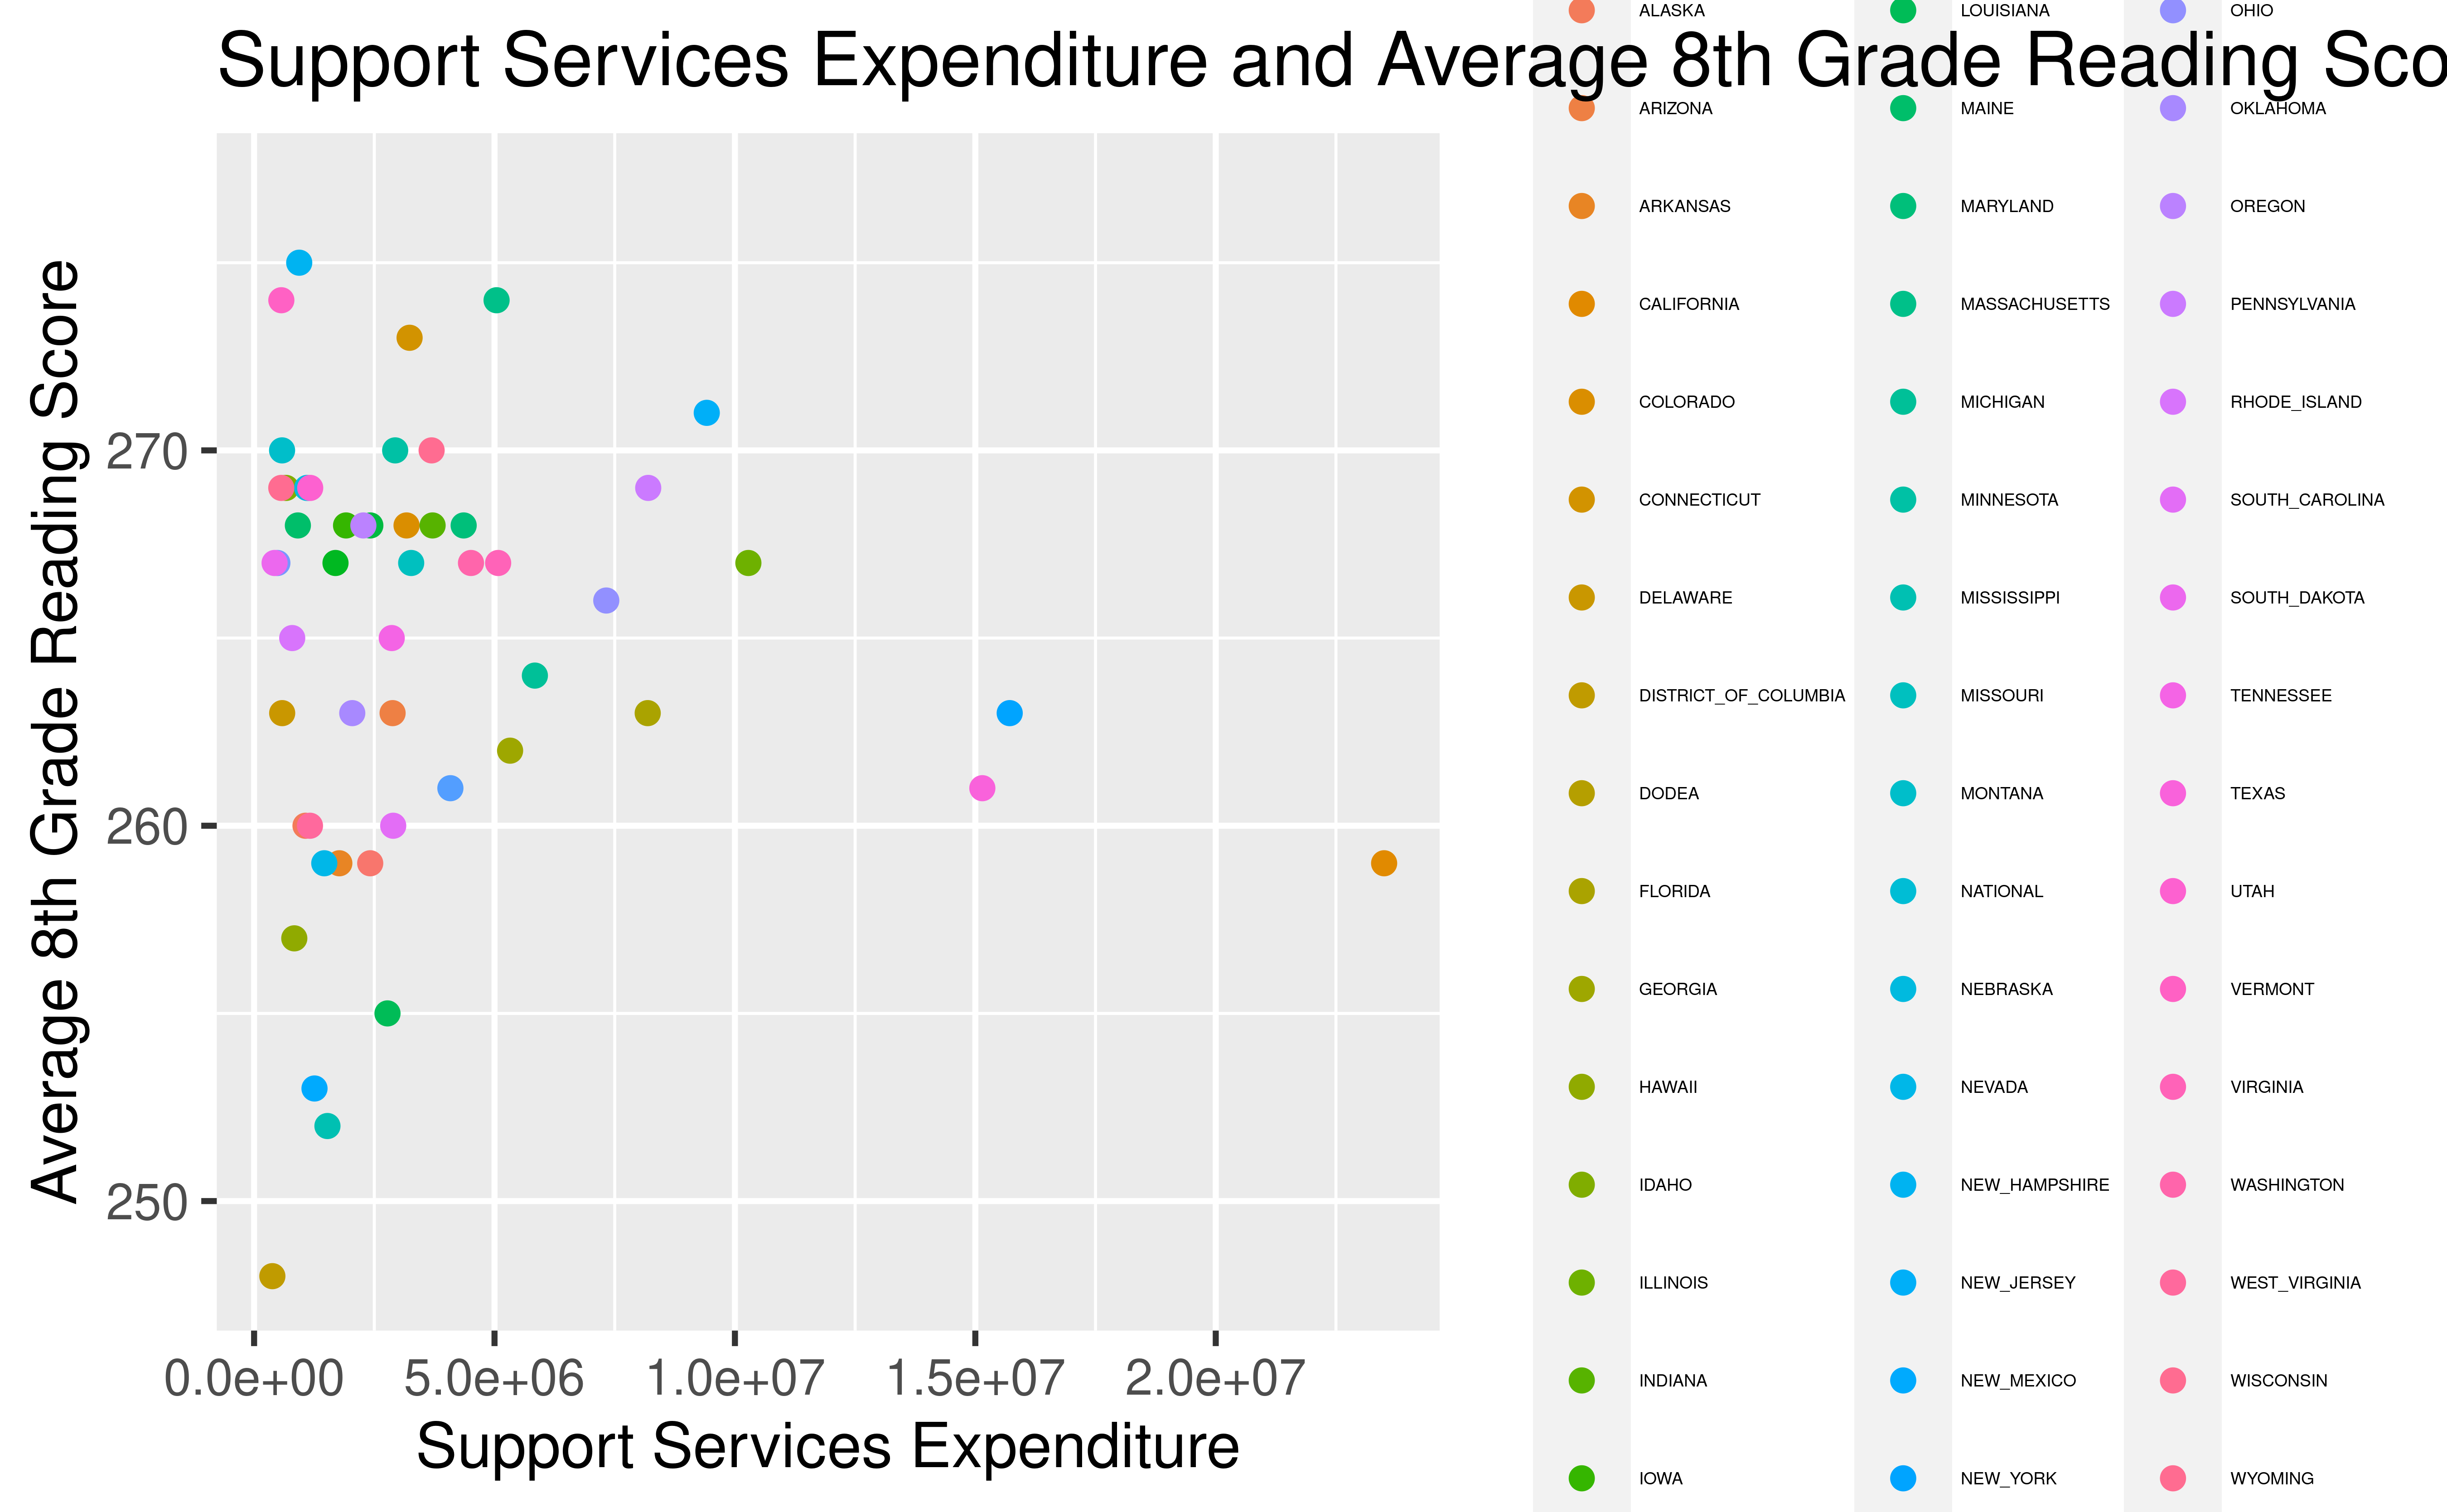 Support Services Expenditure and Average 8th Grade Reading Sco
Average 8th Grade Reading Score
270
260
250
0.0e+00 5.0e+06 1.0e+07 1.5e+07 2.0e+07
Support Services Expenditure
ALASKA
ARIZONA
ARKANSAS
CALIFORNIA
COLORADO
CONNECTICUT
DELAWARE
DISTRICT_OF_COLUMBIA
DODEA
FLORIDA
GEORGIA
HAWAII
IDAHO
ILLINOIS
INDIANA
IOWA
LOUISIANA
MAINE
MARYLAND
MASSACHUSETTS
MICHIGAN
MINNESOTA
MISSISSIPPI
MISSOURI
MONTANA
NATIONAL
NEBRASKA
NEVADA
NEW_HAMPSHIRE
NEW_JERSEY
NEW_MEXICO
NEW_YORK
OHIO
OKLAHOMA
OREGON
PENNSYLVANIA
RHODE_ISLAND
SOUTH_CAROLINA
SOUTH_DAKOTA
TENNESSEE
TEXAS
UTAH
VERMONT
VIRGINIA
WASHINGTON
WEST_VIRGINIA
WISCONSIN
WYOMING